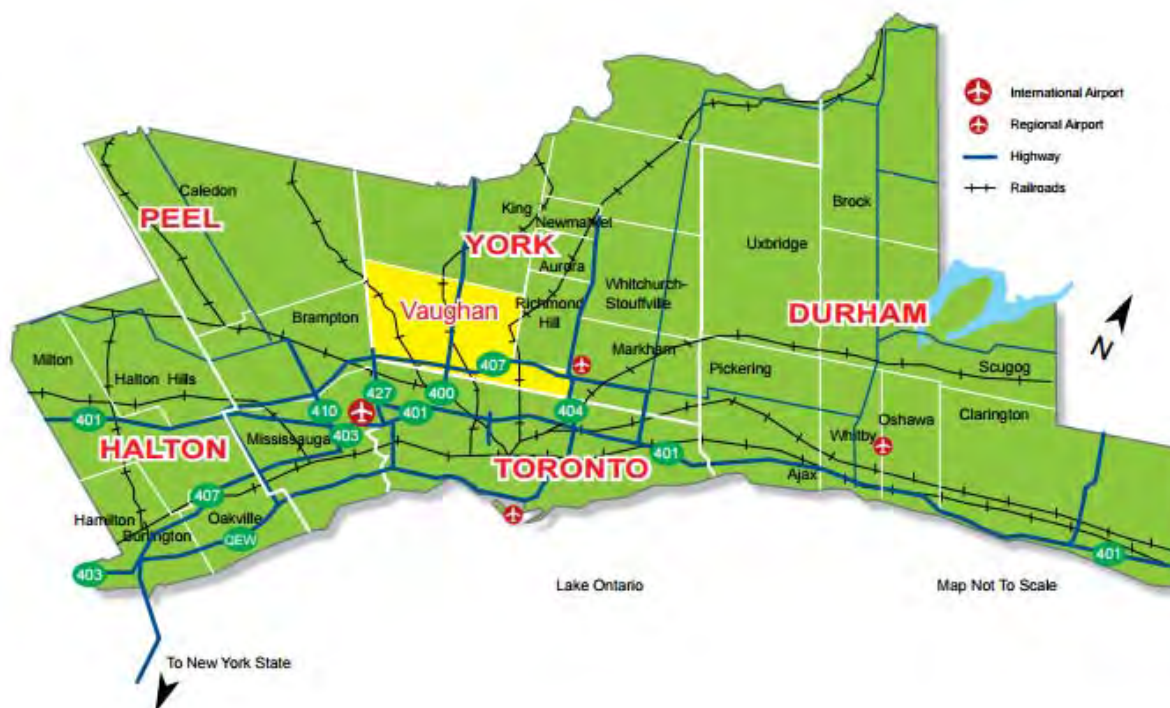 International Airport
Regional Airport
Highway
Railroads
Caledon
PEEL
King
Newmarket
YORK
Aurora
Brock
Uxbridge
Whitchurch-
Stouffville
Vaughan
Richmond
Hill
Brampton
DURHAM
N
Milton
Halton Hills
407
Markham
Pickering
Scugog
427
400
410
401
404
401
403
Mississauga
HALTON
TORONTO
401
Whitby
Oshawa
Clarington
Ajax
407
Hamilton
Burlington
Oakville
QEW
403
401
Lake Ontario
Map Not To Scale
To New York State